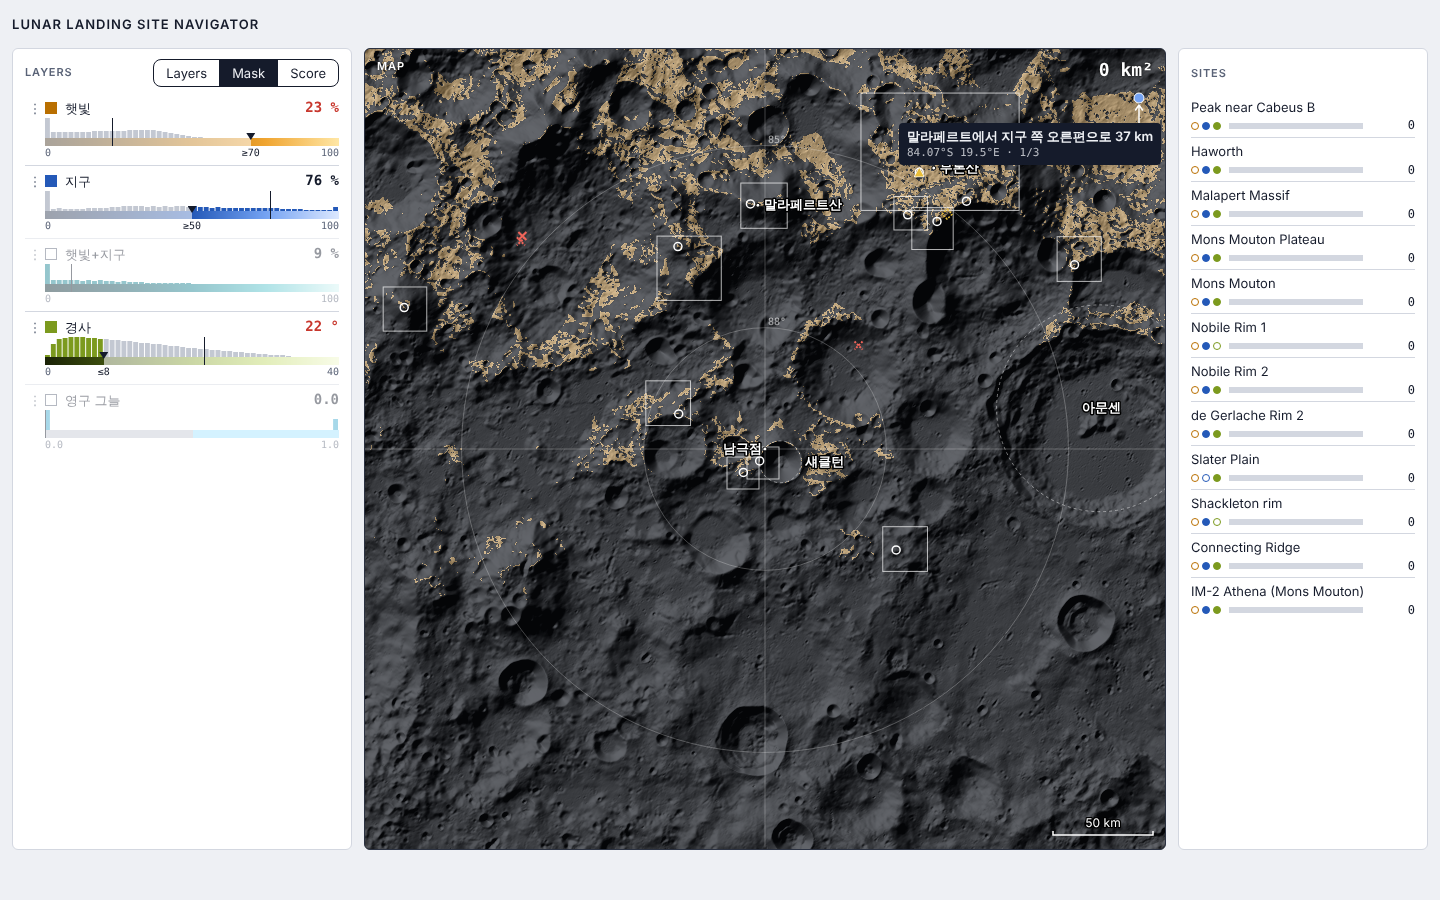 LUNAR LANDING SITE NAVIGATOR
LAYERS
Layers
Mask
Score
햇빛
23 %
0
≥70
100
지구
76 %
0
≥50
100
햇빛+지구
9 %
0
100
경사
22 °
0
≤8
40
영구 그늘
0.0
0.0
1.0
MAP
0 km²
85°
말라페르트에서 지구 쪽 오른편으로 37 km
84.07°S 19.5°E · 1/3
말라페르트산
88°
아문센
남극점
섀클턴
50 km
SITES
Peak near Cabeus B
0
Haworth
0
Malapert Massif
0
Mons Mouton Plateau
0
Mons Mouton
0
Nobile Rim 1
0
Nobile Rim 2
0
de Gerlache Rim 2
0
Slater Plain
0
Shackleton rim
0
Connecting Ridge
0
IM-2 Athena (Mons Mouton)
0